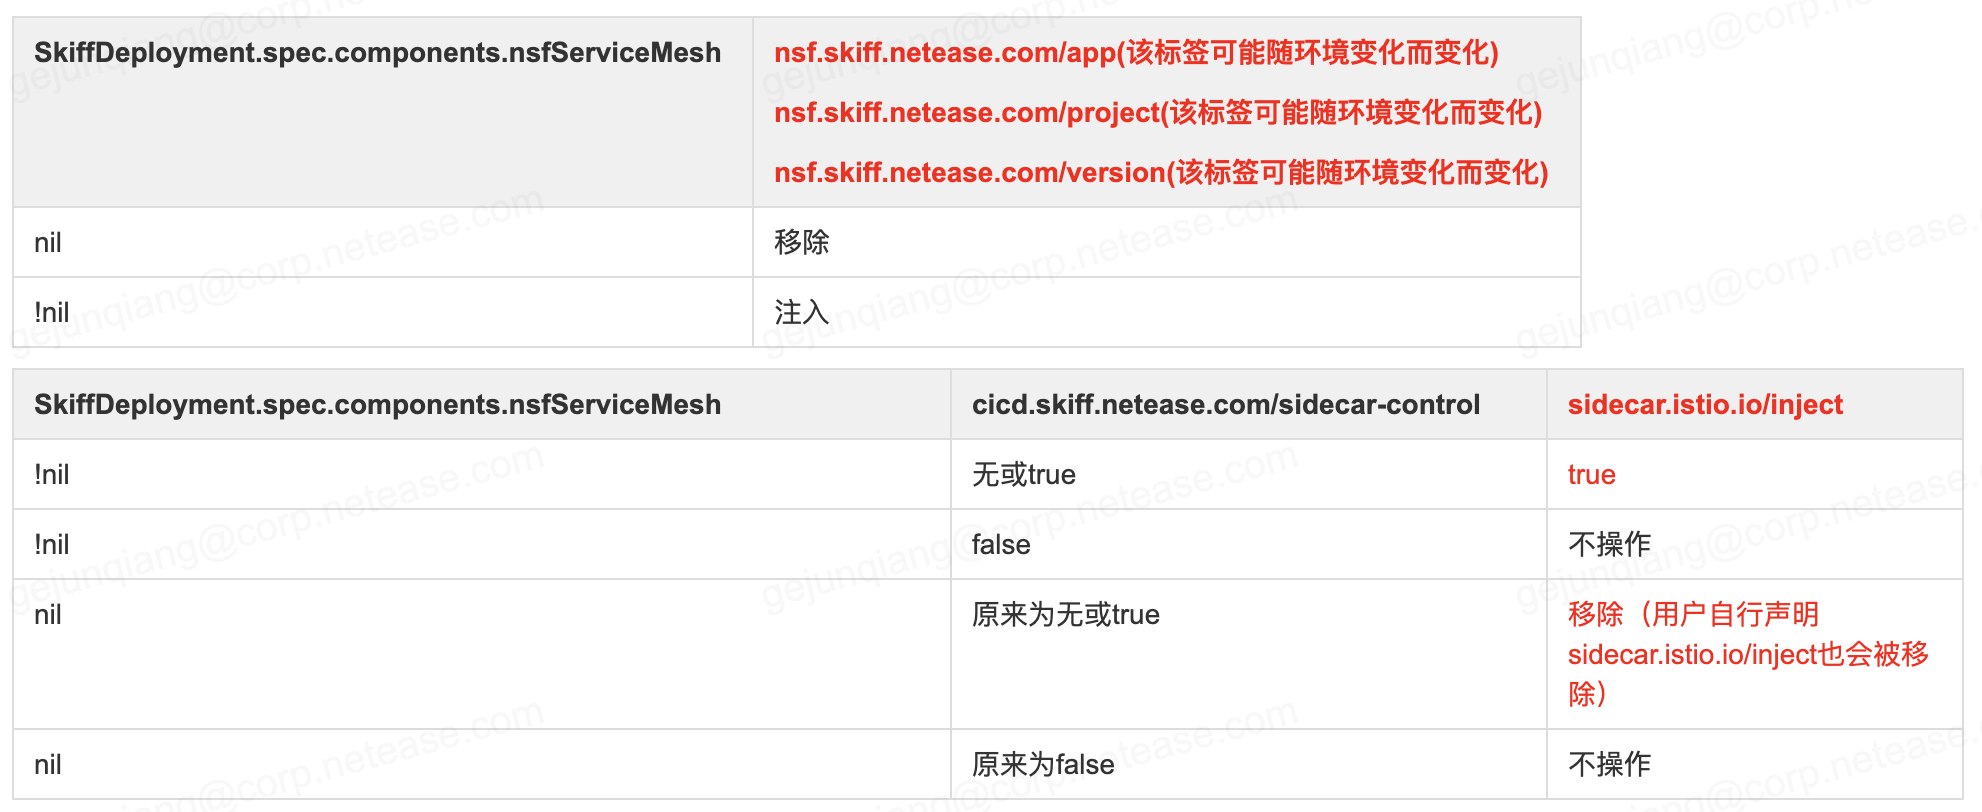 SkiffDeployment.spec.components.nsfServiceMesh
nsf.skiff.netease.com/app(该标签可能随环境变化而变化)
nsf.skiff.netease.com/project(该标签可能随环境变化而变化)
nsf.skiff.netease.com/version(该标签可能随环境变化而变化)
nil
移除
!nil
注入
SkiffDeployment.spec.components.nsfServiceMesh
cicd.skiff.netease.com/sidecar-control
sidecar.istio.io/inject
!nil
无或true
true
!nil
false
不操作
nil
原来为无或true
移除（用户自行声明
sidecar.istio.io/inject也会被移
除）
nil
原来为false
不操作
gejunqiang@corp.netease.com